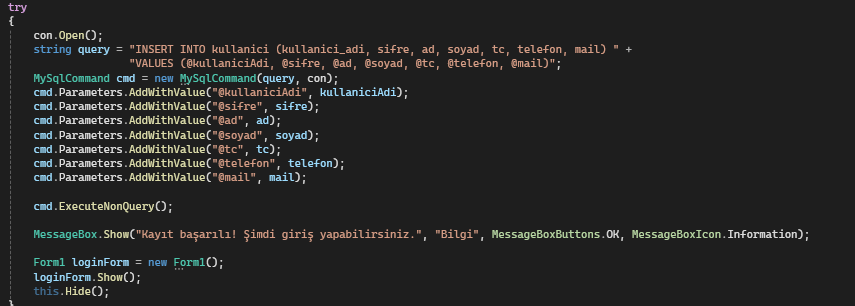 try
{
con.Open();
string query = "INSERT INTO kullanici (kullanici_adi, sifre, ad, soyad, tc, telefon, mail) " +
"VALUES (@kullaniciAdi, @sifre, @ad, @soyad, @tc, @telefon, @mail)";
MySqlCommand cmd = new MySqlCommand(query, con);
cmd.Parameters.AddWithValue("@kullaniciAdi", kullaniciAdi);
cmd.Parameters.AddWithValue("@sifre", sifre);
cmd.Parameters.AddWithValue("@ad", ad);
cmd.Parameters.AddWithValue("@soyad", soyad);
cmd.Parameters.AddWithValue("@tc", tc);
cmd.Parameters.AddWithValue("@telefon", telefon);
cmd.Parameters.AddWithValue("@mail", mail);
cmd.ExecuteNonQuery();
MessageBox.Show("Kayıt başarılı! Şimdi giriş yapabilirsiniz.", "Bilgi", MessageBoxButtons.OK, MessageBoxIcon.Information);
Form1 loginForm = new Form1();
loginForm.Show();
this.Hide();
}